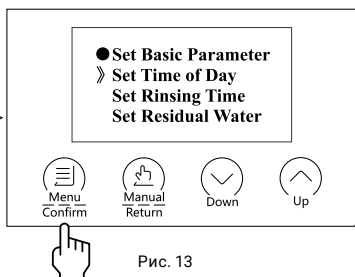 ●Set Basic Parameter
》Set Time of Day
Set Rinsing Time
Set Residual Water
Menu
Confirm
Manual
Return
Down
Up
Рис. 13